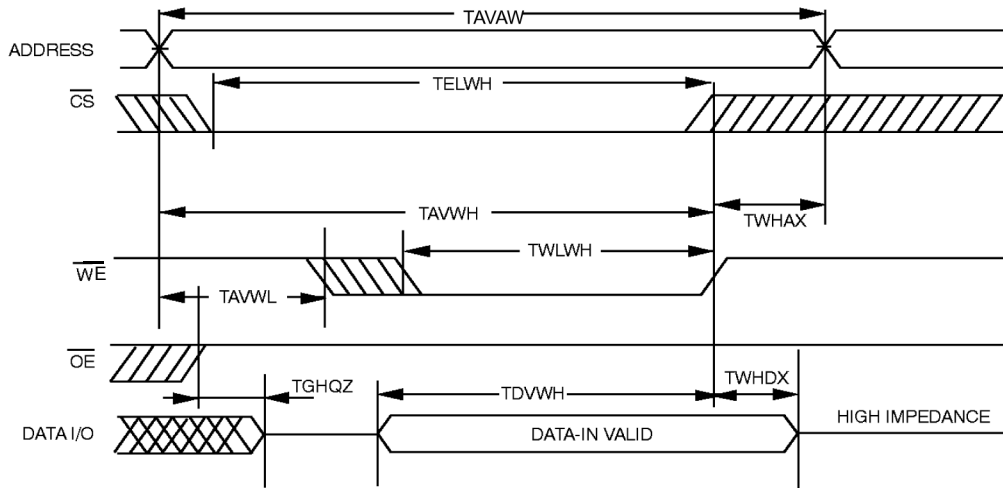 TAVAW
ADDRESS
TELWH
CS
TAVWH
TWHAX
TWLWH
WE
TAVWL
OE
TGHQZ
TDVWH
TWHDX
DATA I/O
DATA-IN VALID
HIGH IMPEDANCE